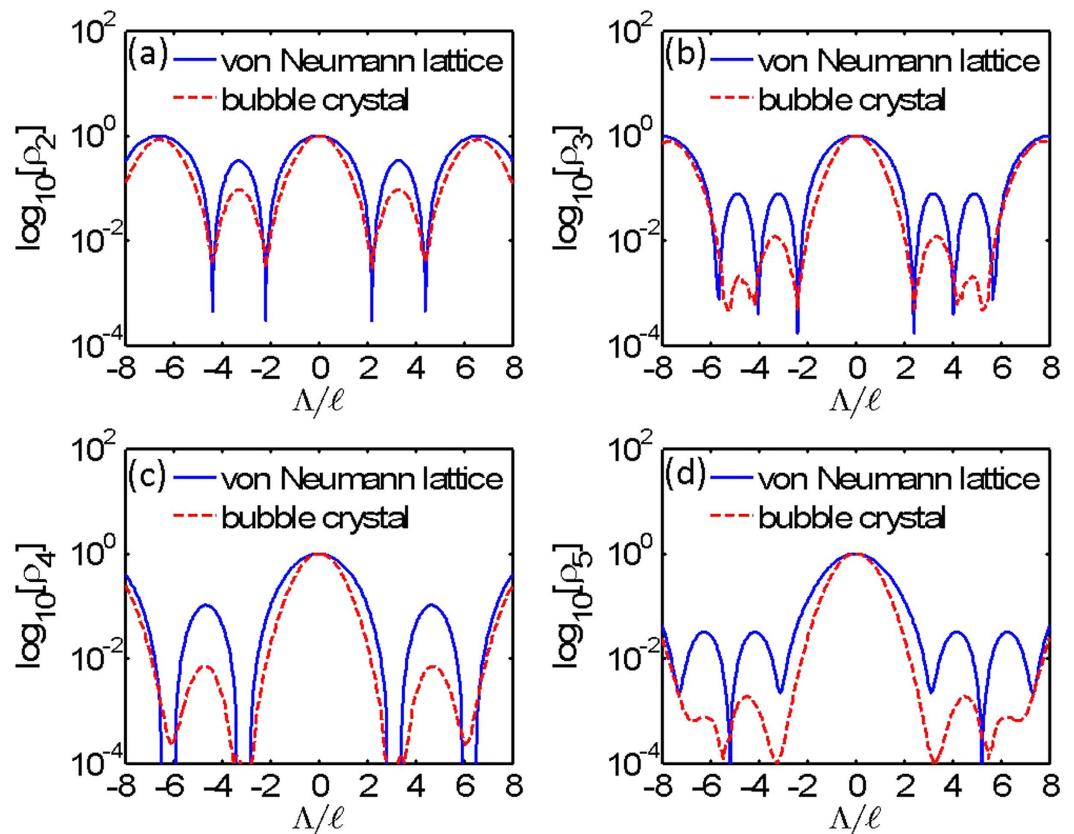 (a)
von Neumann lattice
bubble crystal
log10[ρ2]
10^2
10^0
10^-2
10^-4
-8 -6 -4 -2 0 2 4 6 8
Λ/ℓ
(b)
von Neumann lattice
bubble crystal
log10[ρ3]
10^2
10^0
10^-2
10^-4
-8 -6 -4 -2 0 2 4 6 8
Λ/ℓ
(c)
von Neumann lattice
bubble crystal
log10[ρ4]
10^2
10^0
10^-2
10^-4
-8 -6 -4 -2 0 2 4 6 8
Λ/ℓ
(d)
von Neumann lattice
bubble crystal
log10[ρ5]
10^2
10^0
10^-2
10^-4
-8 -6 -4 -2 0 2 4 6 8
Λ/ℓ